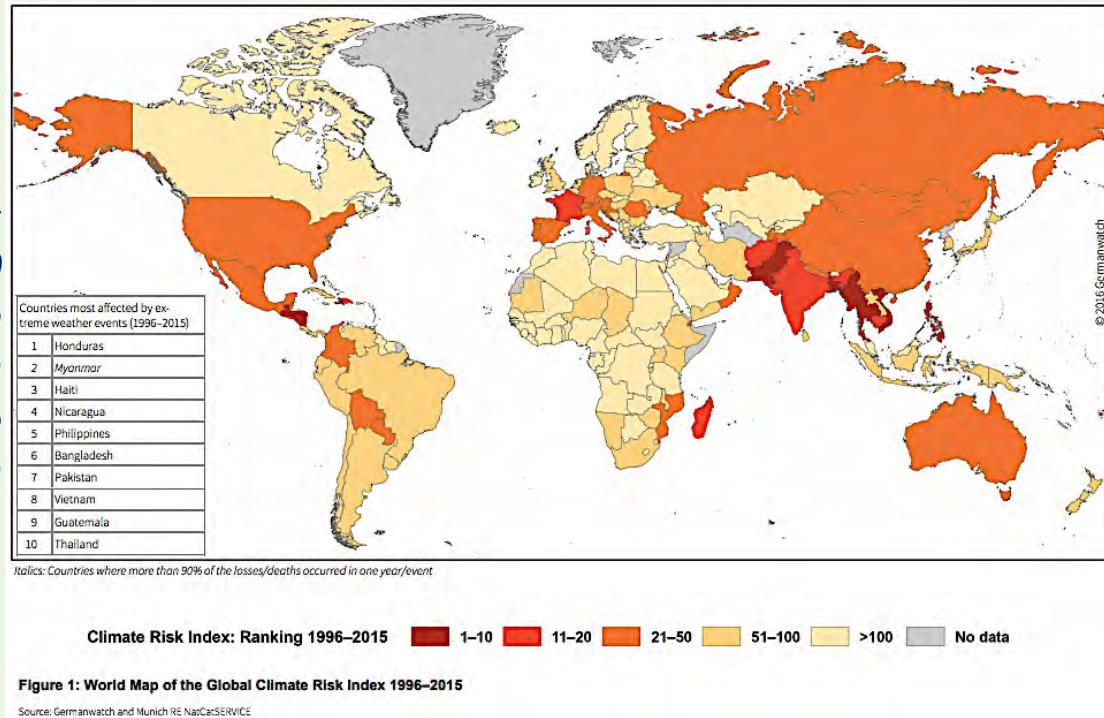 Countries most affected by ex-
treme weather events (1996–2015)
1 Honduras
2 Myanmar
3 Haiti
4 Nicaragua
5 Philippines
6 Bangladesh
7 Pakistan
8 Vietnam
9 Guatemala
10 Thailand
© 2016 Germanwatch
Italics: Countries where more than 90% of the losses/deaths occurred in one year/event
Climate Risk Index: Ranking 1996–2015 1–10 11–20 21–50 51–100 >100 No data
Figure 1: World Map of the Global Climate Risk Index 1996–2015
Source: Germanwatch and Munich RE NatCatSERVICE